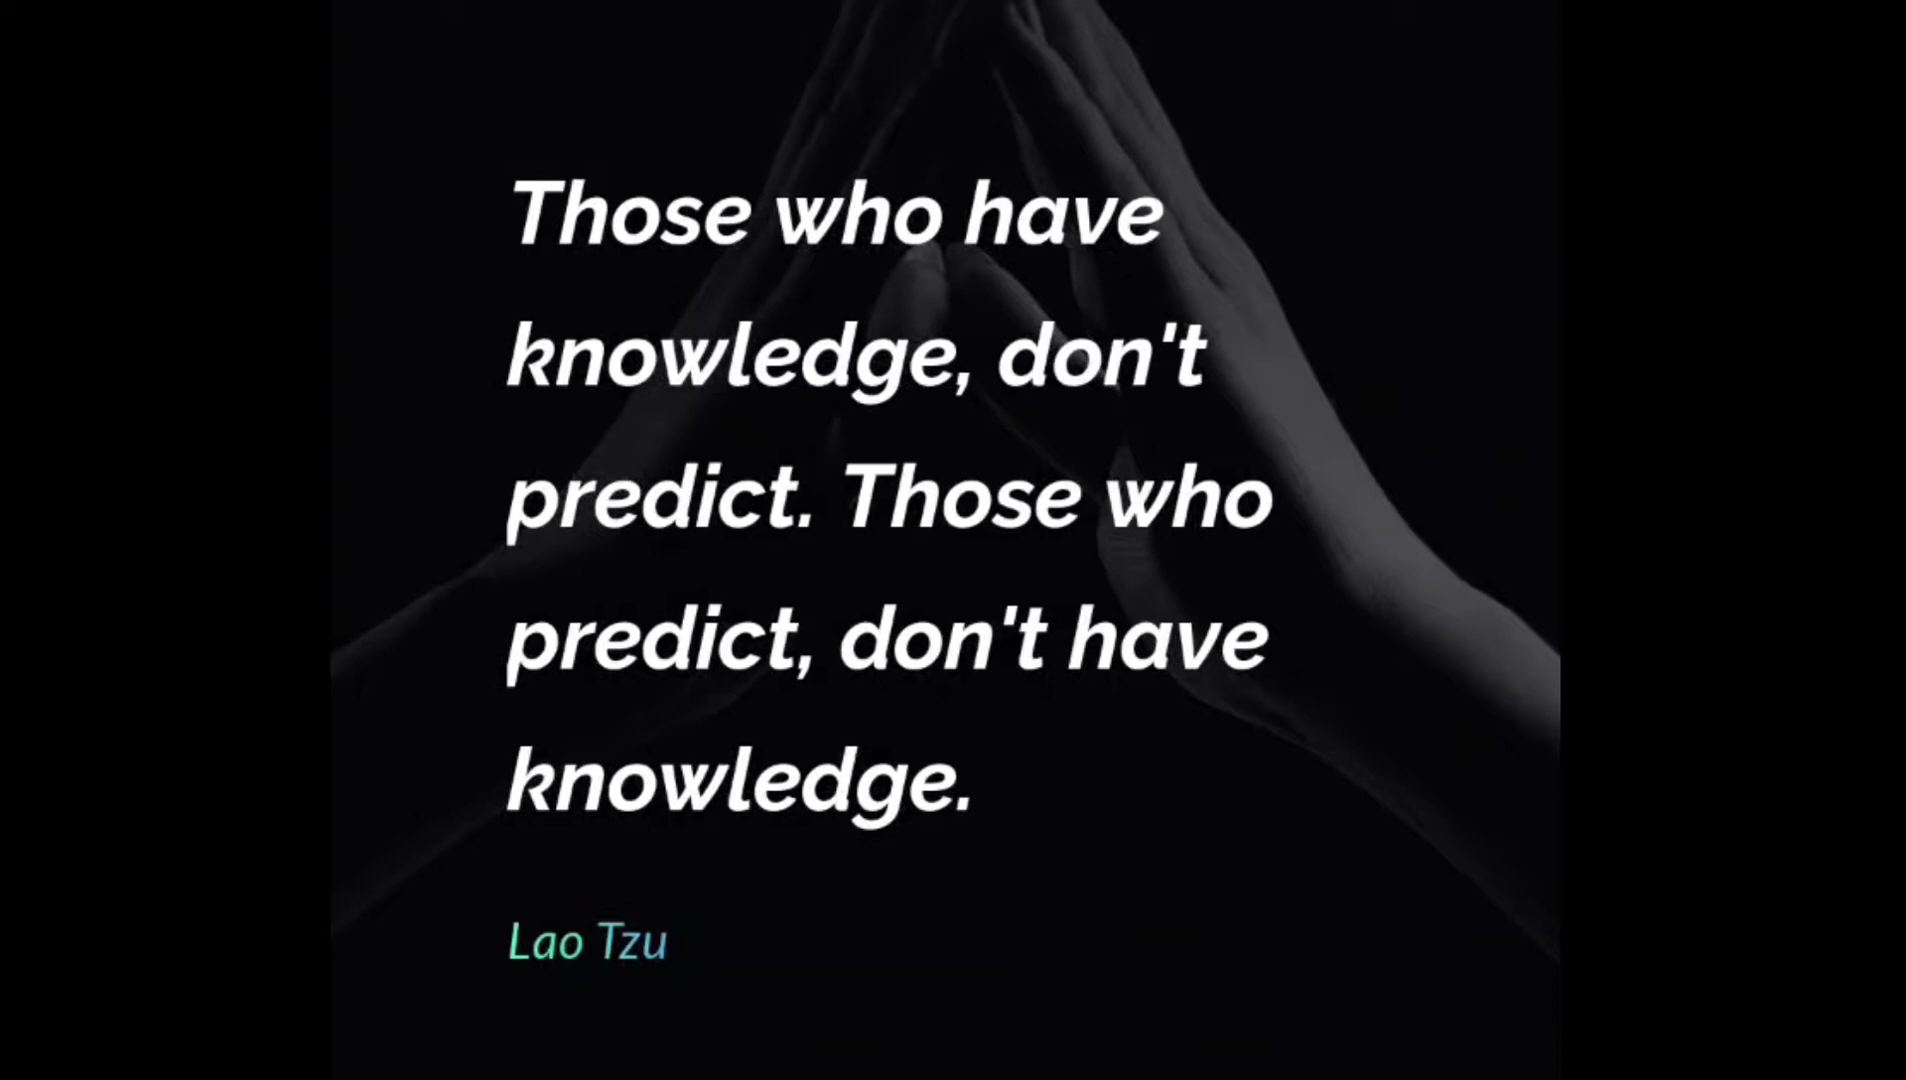 Those who have
knowledge, don't
predict. Those who
predict, don't have
knowledge.
Lao Tzu